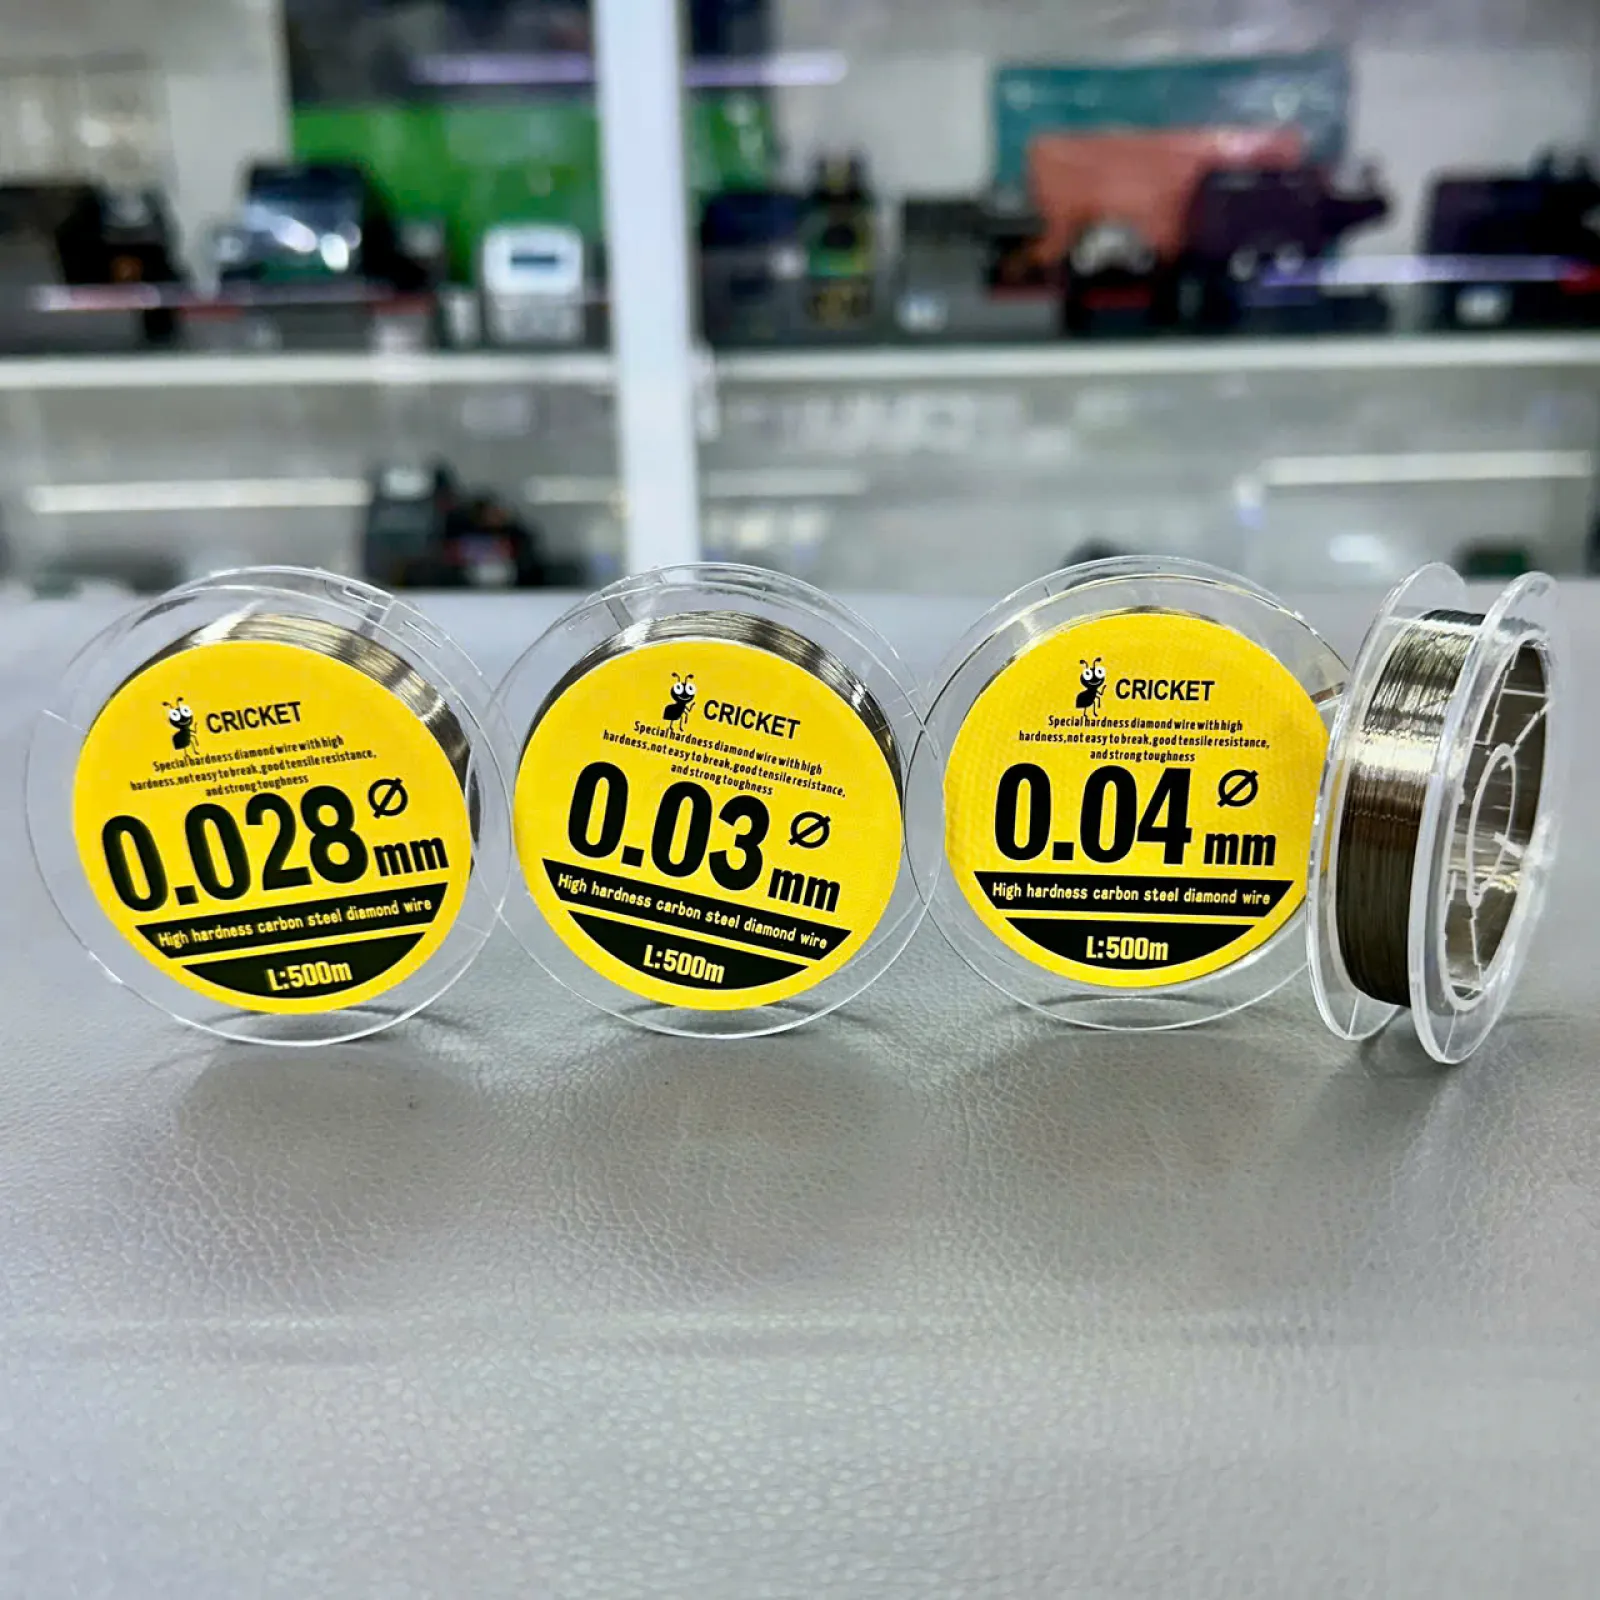 CRICKET
Special hardness diamond wire with high
hardness, not easy to break, good tensile resistance,
and strong toughness
0.028 mm Ø
High hardness carbon steel diamond wire
L:500m
CRICKET
Special hardness diamond wire with high
hardness, not easy to break, good tensile resistance,
and strong toughness
0.03 mm Ø
High hardness carbon steel diamond wire
L:500m
CRICKET
Special hardness diamond wire with high
hardness, not easy to break, good tensile resistance,
and strong toughness
0.04 mm Ø
High hardness carbon steel diamond wire
L:500m